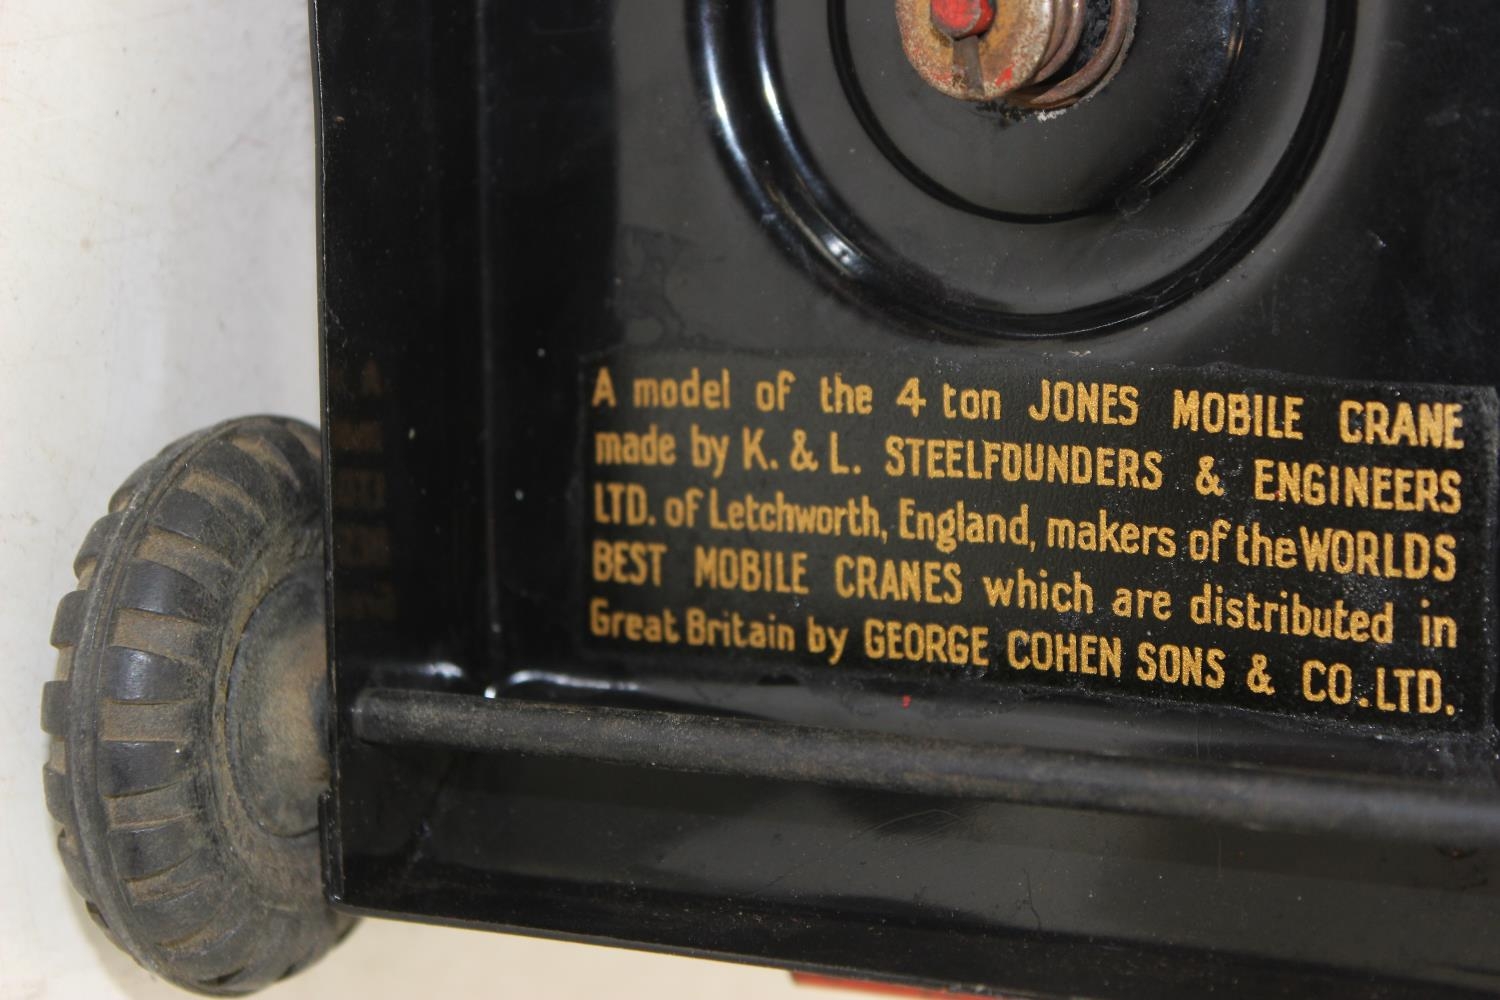 A model of the 4 ton JONES MOBILE CRANE
made by K. & L. STEELFOUNDERS & ENGINEERS
LTD. of Letchworth, England, makers of the WORLDS
BEST MOBILE CRANES which are distributed in
Great Britain by GEORGE COHEN SONS & CO. LTD.